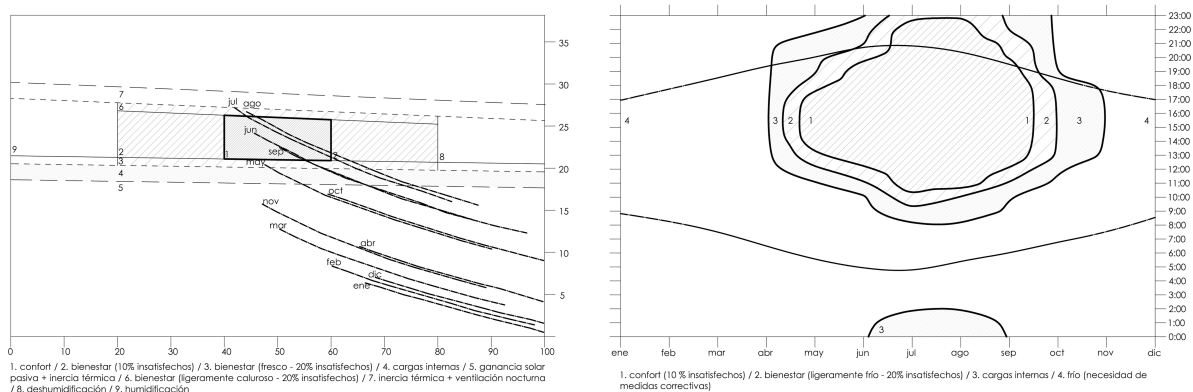 35
30
25
20
15
10
5
7
6
jul ago
jun
sep
1
2
9
2
3
may
8
4
5
oct
nov
mar
abr
feb
dic
ene
0 10 20 30 40 50 60 70 80 90 100
1. confort / 2. bienestar (10% insatisfechos) / 3. bienestar (fresco - 20% insatisfechos) / 4. cargas internas / 5. ganancia solar
pasiva + inercia térmica / 6. bienestar (ligeramente caluroso - 20% insatisfechos) / 7. inercia térmica + ventilación nocturna
/ 8. deshumidificación / 9. humidificación
23:00
22:00
21:00
20:00
19:00
18:00
17:00
16:00
15:00
14:00
13:00
12:00
11:00
10:00
9:00
8:00
7:00
6:00
5:00
4:00
3:00
2:00
1:00
0:00
4 3 2 1 1 2 3 4
3
ene feb mar abr may jun jul ago sep oct nov dic
1. confort (10 % insatisfechos) / 2. bienestar (ligeramente frío - 20% insatisfechos) / 3. cargas internas / 4. frío (necesidad de
medidas correctivas)